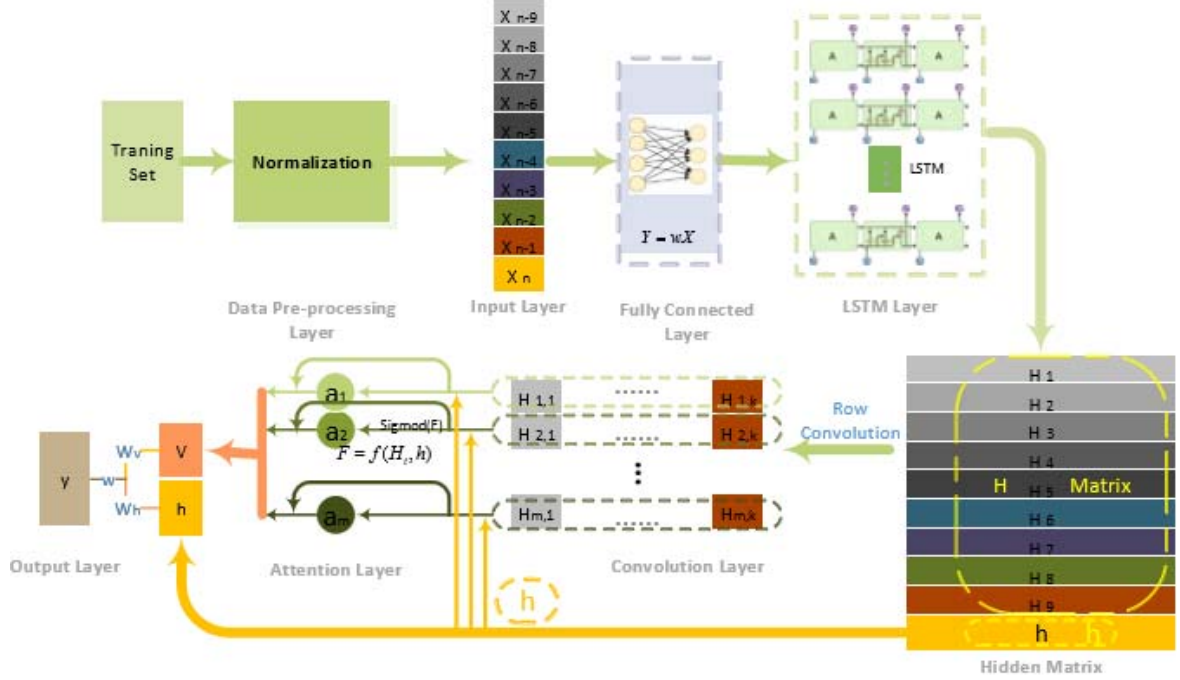 Traning
Set
Normalization
Data Pre-processing
Layer
X n-9
X n-8
X n-7
X n-6
X n-5
X n-4
X n-3
X n-2
X n-1
X n
Input Layer
Y = wX
Fully Connected
Layer
A A
A A
LSTM
A A
LSTM Layer
H 1
H 2
H 3
H 4
H 5
H Matrix
H 6
H 7
H 8
H 9
h h
Hidden Matrix
Row
Convolution
H 1,1 ...... H 1,k
H 2,1 ...... H 2,k
Hm,1 ...... Hm,k
Convolution Layer
a1
a2
Sigmod(F)
F = f(Hi, h)
am
Attention Layer
h
V
h
Wv
w
Wh
y
Output Layer